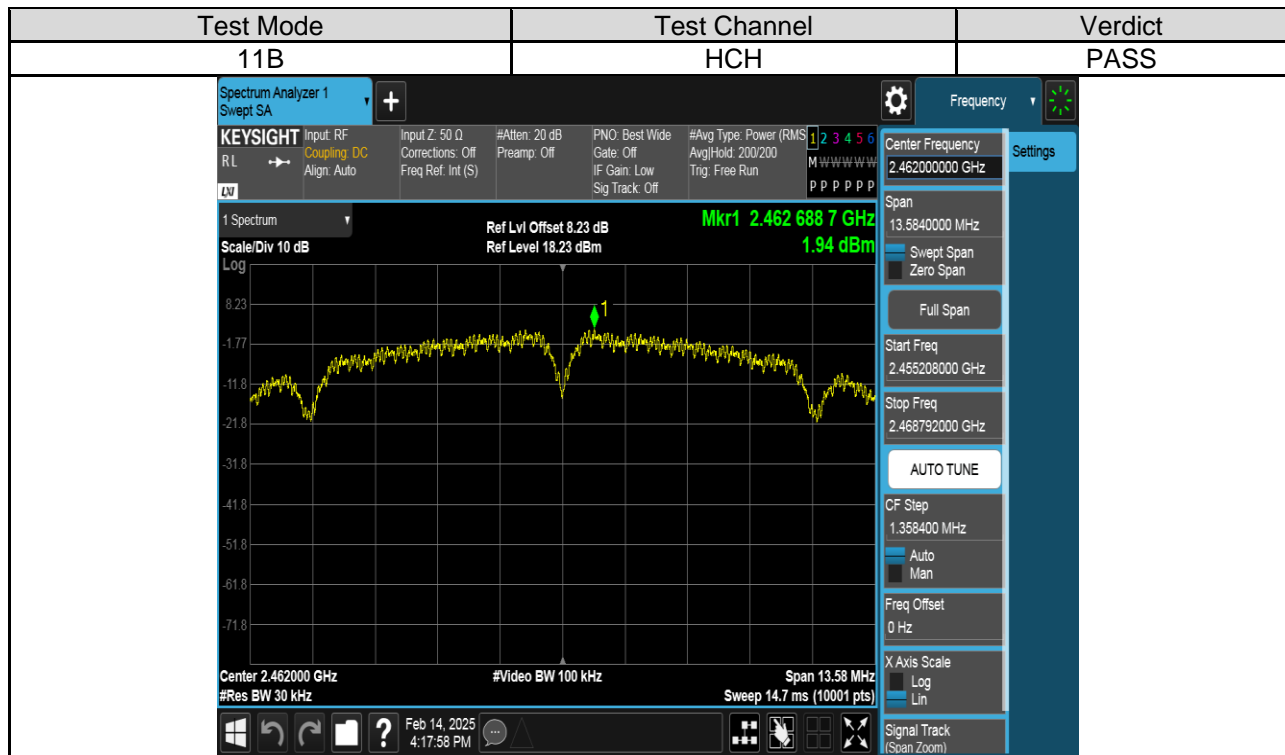 Test Mode Test Channel Verdict
11B HCH PASS
Spectrum Analyzer 1
Swept SA
+
Frequency
KEYSIGHT
RL
LXI
Input: RF
Coupling: DC
Align: Auto
Input Z: 50 Ω
Corrections: Off
Freq Ref: Int (S)
#Atten: 20 dB
Preamp: Off
PNO: Best Wide
Gate: Off
IF Gain: Low
Sig Track: Off
#Avg Type: Power (RMS
Avg|Hold: 200/200
Trig: Free Run
1 2 3 4 5 6
M W W W W W
P P P P P P
1 Spectrum
Scale/Div 10 dB
Log
Ref Lvl Offset 8.23 dB
Ref Level 18.23 dBm
Mkr1 2.462 688 7 GHz
1.94 dBm
1
8.23
-1.77
-11.8
-21.8
-31.8
-41.8
-51.8
-61.8
-71.8
Center 2.462000 GHz
#Res BW 30 kHz
#Video BW 100 kHz
Span 13.58 MHz
Sweep 14.7 ms (10001 pts)
Center Frequency
2.462000000 GHz
Settings
Span
13.5840000 MHz
Swept Span
Zero Span
Full Span
Start Freq
2.455208000 GHz
Stop Freq
2.468792000 GHz
AUTO TUNE
CF Step
1.358400 MHz
Auto
Man
Freq Offset
0 Hz
X Axis Scale
Log
Lin
Signal Track
(Span Zoom)
?
Feb 14, 2025
4:17:58 PM